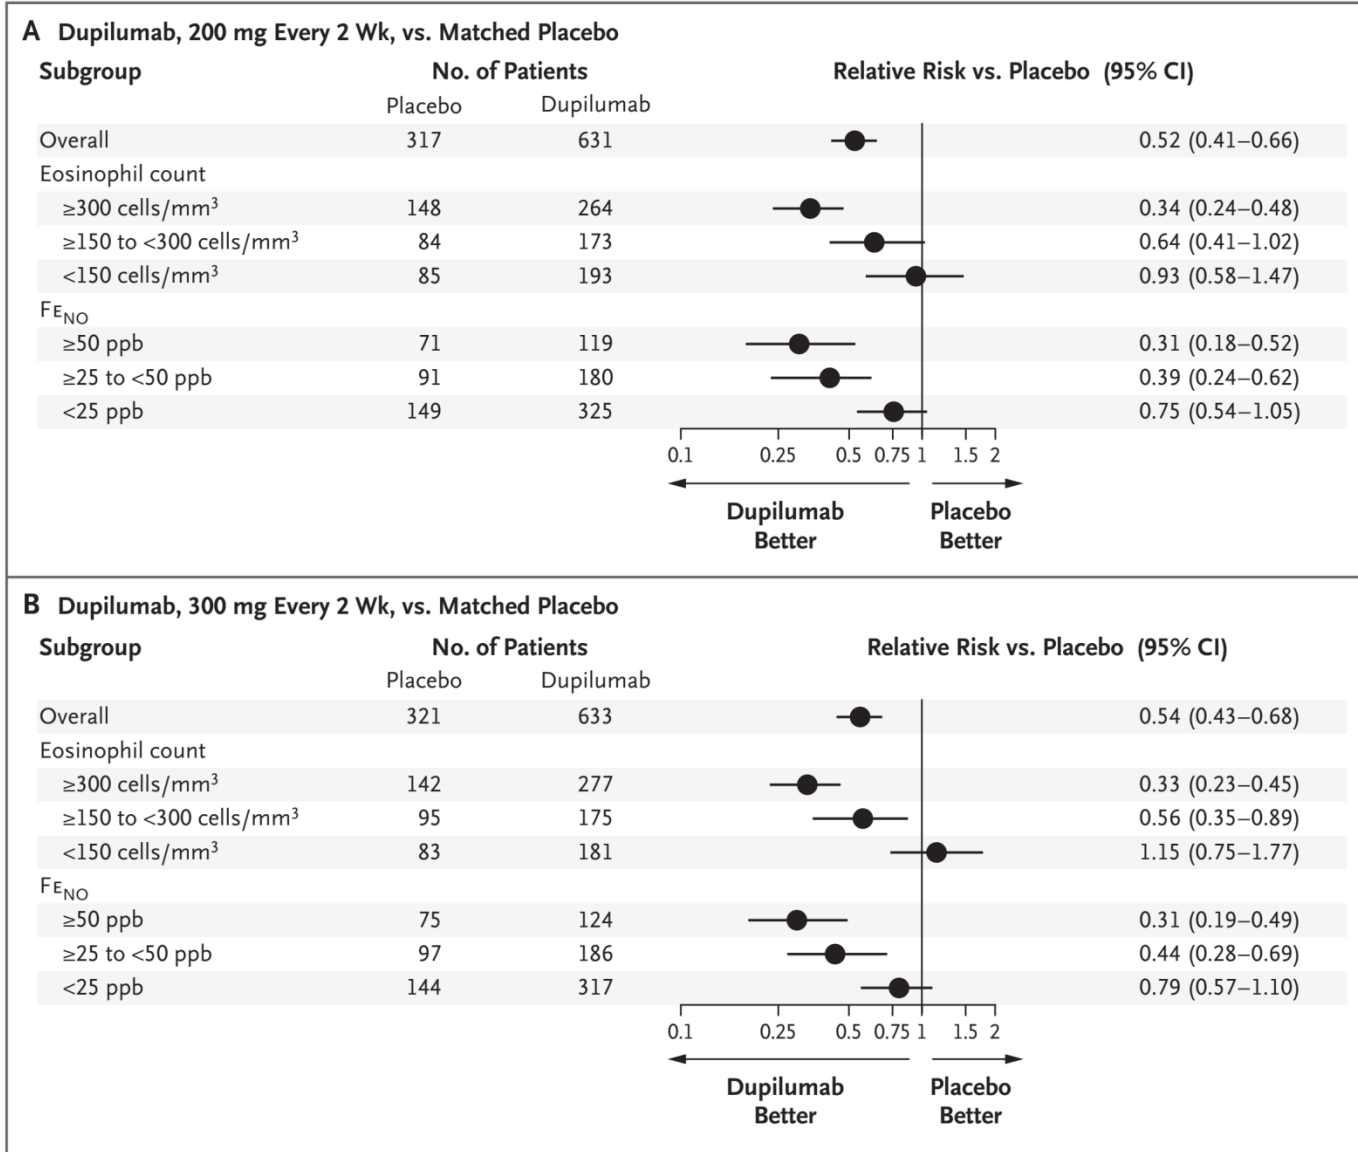 A Dupilumab, 200 mg Every 2 Wk, vs. Matched Placebo
Subgroup No. of Patients Relative Risk vs. Placebo (95% CI)
Placebo Dupilumab
Overall 317 631 0.52 (0.41–0.66)
Eosinophil count
≥300 cells/mm³ 148 264 0.34 (0.24–0.48)
≥150 to <300 cells/mm³ 84 173 0.64 (0.41–1.02)
<150 cells/mm³ 85 193 0.93 (0.58–1.47)
FENO
≥50 ppb 71 119 0.31 (0.18–0.52)
≥25 to <50 ppb 91 180 0.39 (0.24–0.62)
<25 ppb 149 325 0.75 (0.54–1.05)
0.1 0.25 0.5 0.75 1 1.5 2
Dupilumab Placebo
Better Better
B Dupilumab, 300 mg Every 2 Wk, vs. Matched Placebo
Subgroup No. of Patients Relative Risk vs. Placebo (95% CI)
Placebo Dupilumab
Overall 321 633 0.54 (0.43–0.68)
Eosinophil count
≥300 cells/mm³ 142 277 0.33 (0.23–0.45)
≥150 to <300 cells/mm³ 95 175 0.56 (0.35–0.89)
<150 cells/mm³ 83 181 1.15 (0.75–1.77)
FENO
≥50 ppb 75 124 0.31 (0.19–0.49)
≥25 to <50 ppb 97 186 0.44 (0.28–0.69)
<25 ppb 144 317 0.79 (0.57–1.10)
0.1 0.25 0.5 0.75 1 1.5 2
Dupilumab Placebo
Better Better